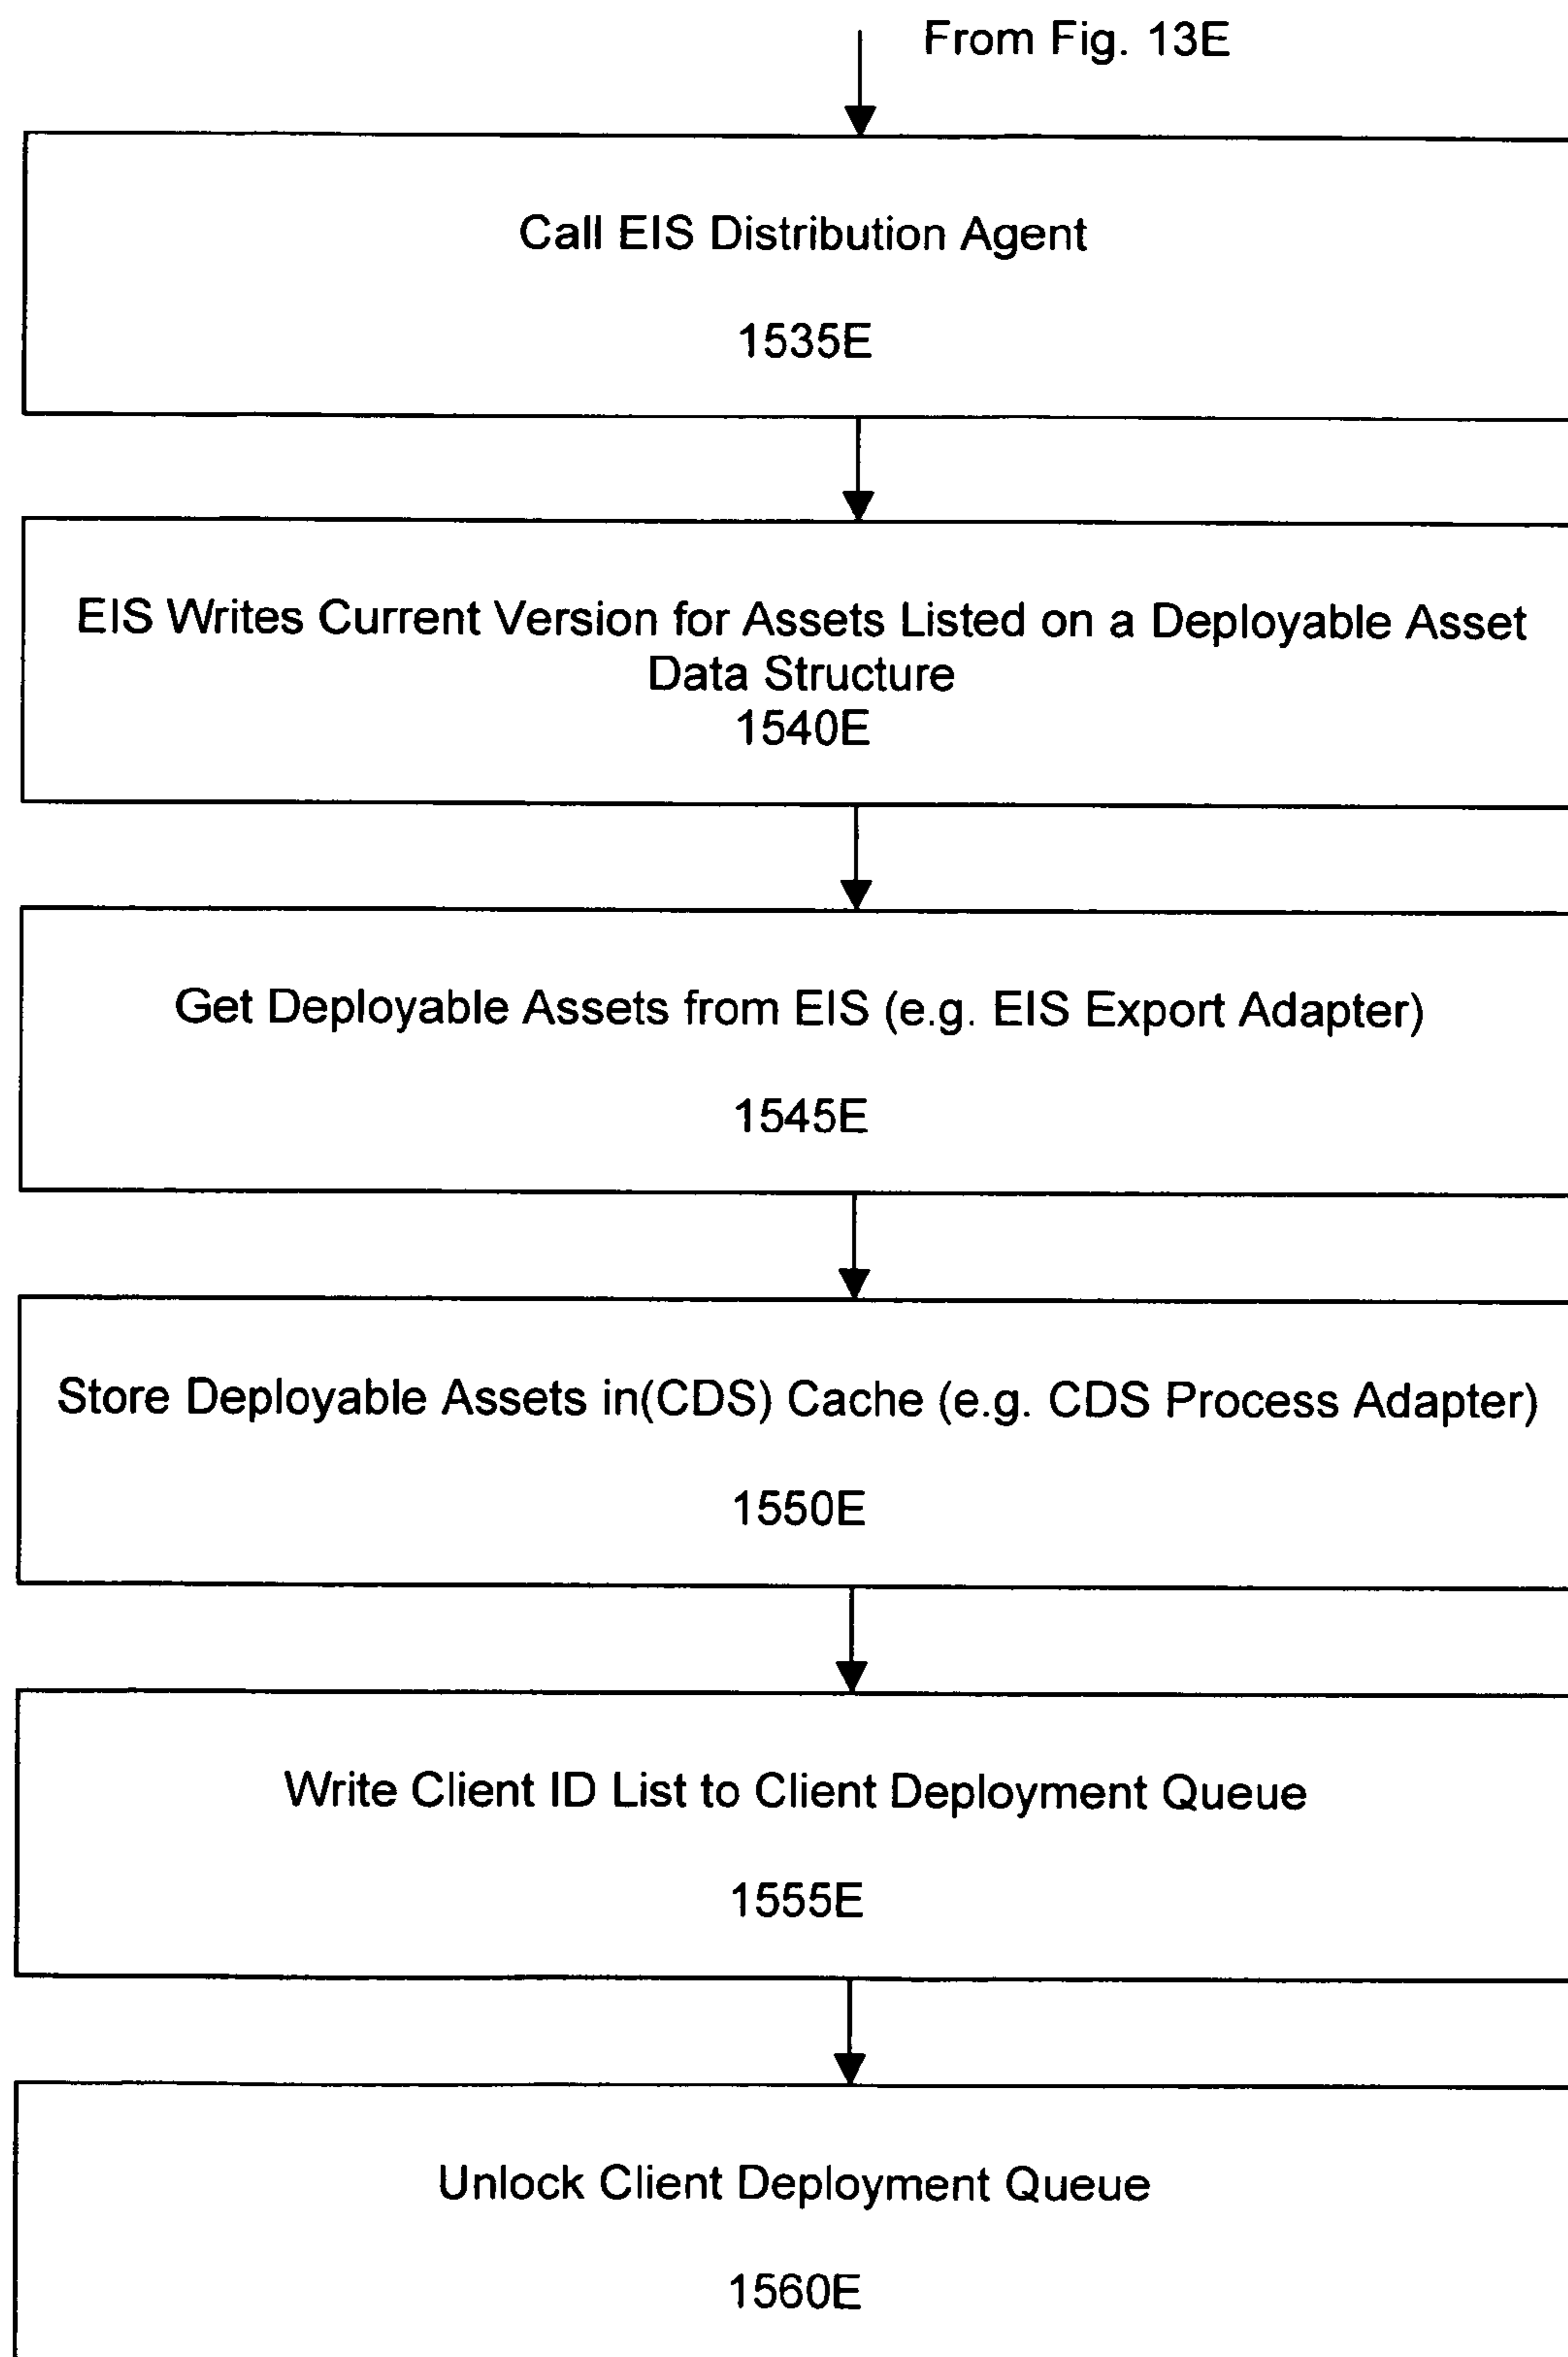 From Fig. 13E
Call EIS Distribution Agent
1535E
EIS Writes Current Version for Assets Listed on a Deployable Asset
Data Structure
1540E
Get Deployable Assets from EIS (e.g. EIS Export Adapter)
1545E
Store Deployable Assets in(CDS) Cache (e.g. CDS Process Adapter)
1550E
Write Client ID List to Client Deployment Queue
1555E
Unlock Client Deployment Queue
1560E